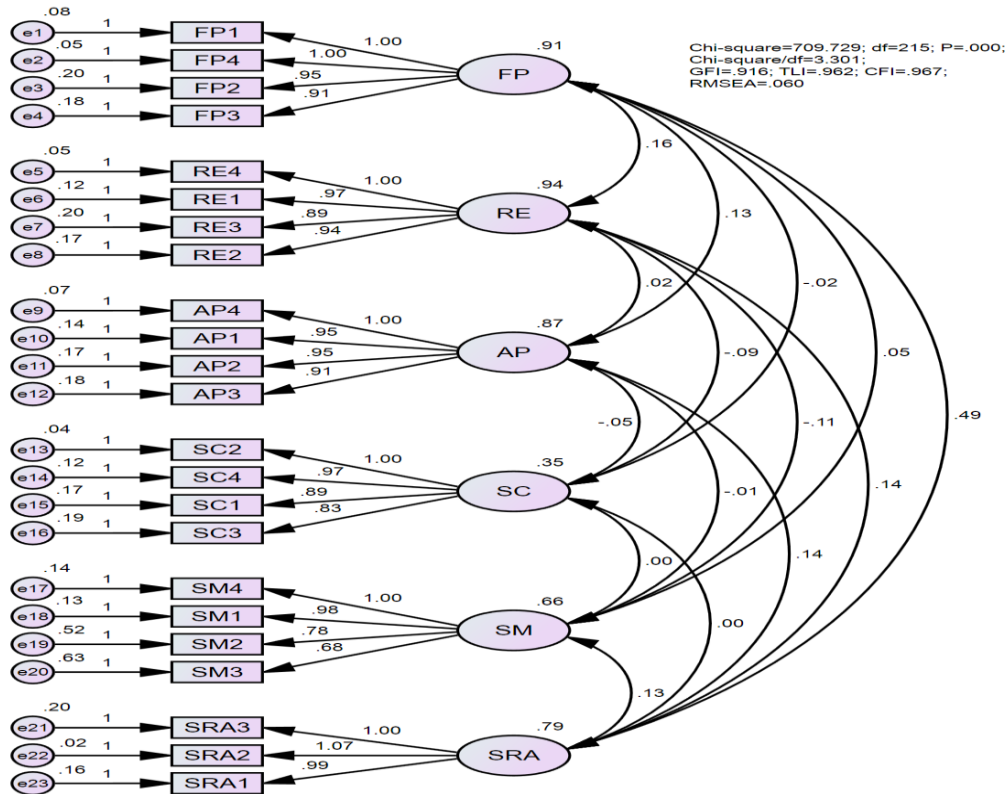 .08
e1
1
FP1
1.00
.05
e2
1
FP4
1.00
.20
e3
1
FP2
.95
.18
e4
1
FP3
.91
.91
FP
Chi-square=709.729; df=215; P=.000;
Chi-square/df=3.301;
GFI=.916; TLI=.962; CFI=.967;
RMSEA=.060
.16
.05
e5
1
RE4
1.00
.12
e6
1
RE1
.97
.20
e7
1
RE3
.89
.17
e8
1
RE2
.94
.94
RE
.13
.02
-.02
.07
e9
1
AP4
1.00
.14
e10
1
AP1
.95
.17
e11
1
AP2
.95
.18
e12
1
AP3
.91
.87
AP
-.09
.05
-.05
-.11
.49
.04
e13
1
SC2
1.00
.12
e14
1
SC4
.97
.17
e15
1
SC1
.89
.19
e16
1
SC3
.83
.35
SC
-.01
.14
.00
.14
.14
e17
1
SM4
1.00
.13
e18
1
SM1
.98
.52
e19
1
SM2
.78
.63
e20
1
SM3
.68
.66
SM
.00
.13
.20
e21
1
SRA3
1.00
.02
e22
1
SRA2
1.07
.16
e23
1
SRA1
.99
.79
SRA